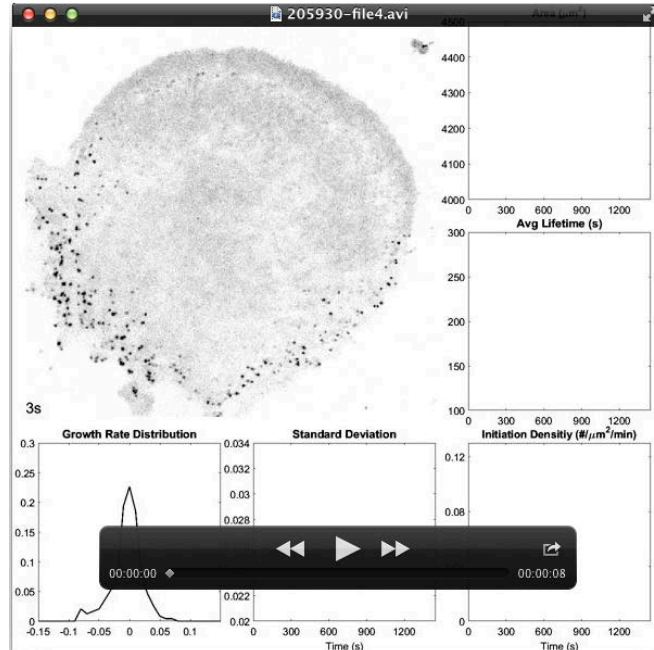 205930-file4.avi
Area (μm²)
4500
4400
4300
4200
4100
4000
0 300 600 900 1200
Avg Lifetime (s)
300
250
200
150
100
0 300 600 900 1200
3s
Growth Rate Distribution
0.3
0.25
0.2
0.15
0.1
0.05
0
-0.15 -0.1 -0.05 0 0.05 0.1
Standard Deviation
0.034
0.03
0.028
0.022
0.02
0 300 600 900 1200
Time (s)
Initiation Densitiy (#/μm²/min)
0.12
0.08
0
0 300 600 900 1200
Time (s)
00:00:00
00:00:08